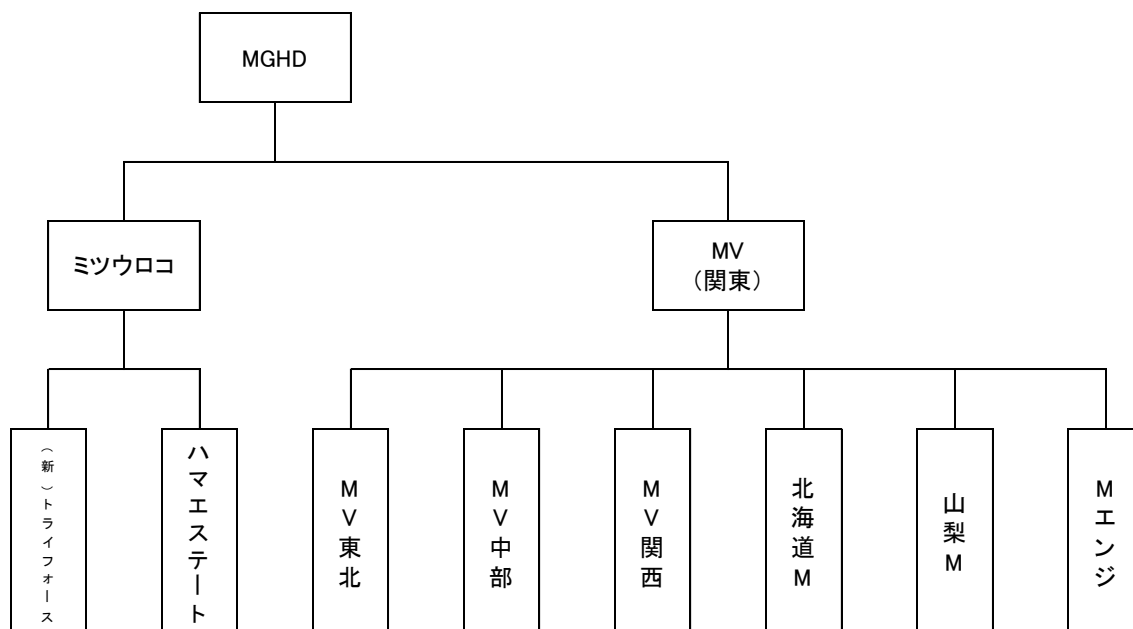 MGHD
ミツウロコ
MV
（関東）
（新）トライフォース
ハマエステート
MV東北
MV中部
MV関西
北海道M
山梨M
Mエンジ